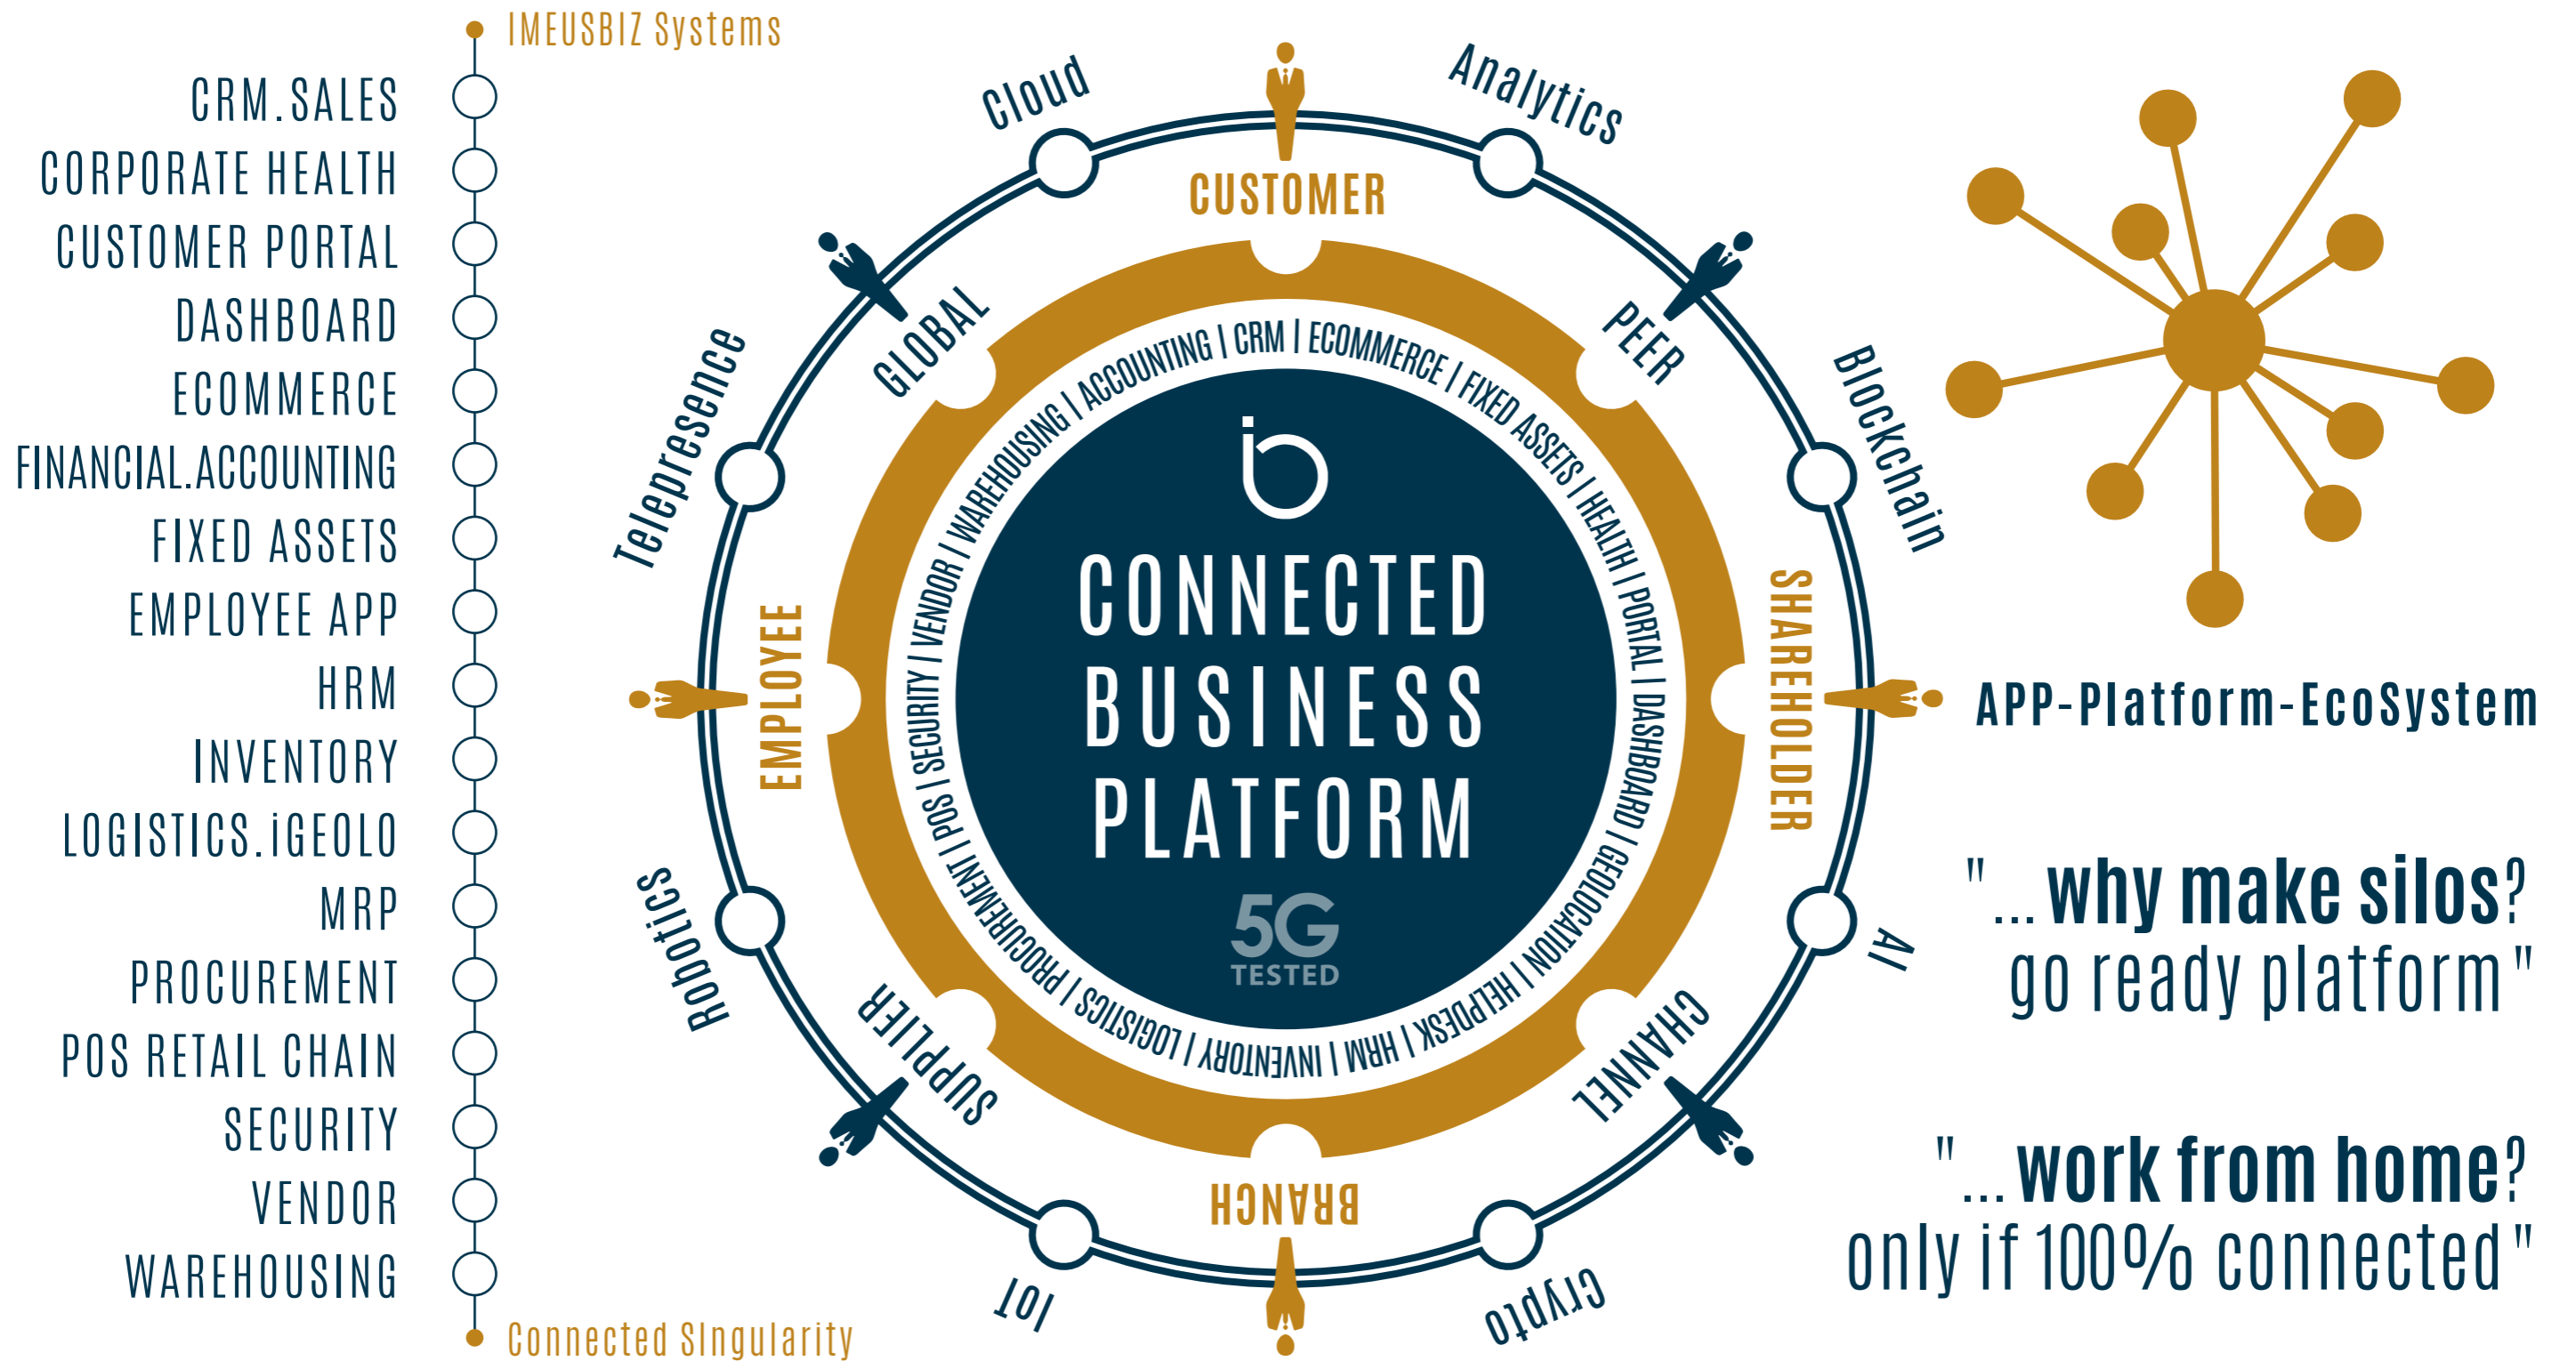 IMEUSBIZ Systems
CRM.SALES
CORPORATE HEALTH
CUSTOMER PORTAL
DASHBOARD
ECOMMERCE
FINANCIAL.ACCOUNTING
FIXED ASSETS
EMPLOYEE APP
HRM
INVENTORY
LOGISTICS.iGEOLO
MRP
PROCUREMENT
POS RETAIL CHAIN
SECURITY
VENDOR
WAREHOUSING
Connected SIngularity
Cloud
Analytics
Blockchain
AI
Crypto
IoT
Robotics
Telepresence
CUSTOMER
PEER
SHAREHOLDER
CHANNEL
BRANCH
SUPPLIER
EMPLOYEE
GLOBAL
ACCOUNTING | CRM | ECOMMERCE | FIXED ASSETS | HEALTH | PORTAL | DASHBOARD | GEOLOCATION | HELPDESK | HRM | INVENTORY | LOGISTICS | PROCUREMENT | POS | SECURITY | VENDOR | WAREHOUSING |
ib
CONNECTED
BUSINESS
PLATFORM
5G
TESTED
APP-Platform-EcoSystem
"... why make silos?
go ready platform"
"... work from home?
only if 100% connected"